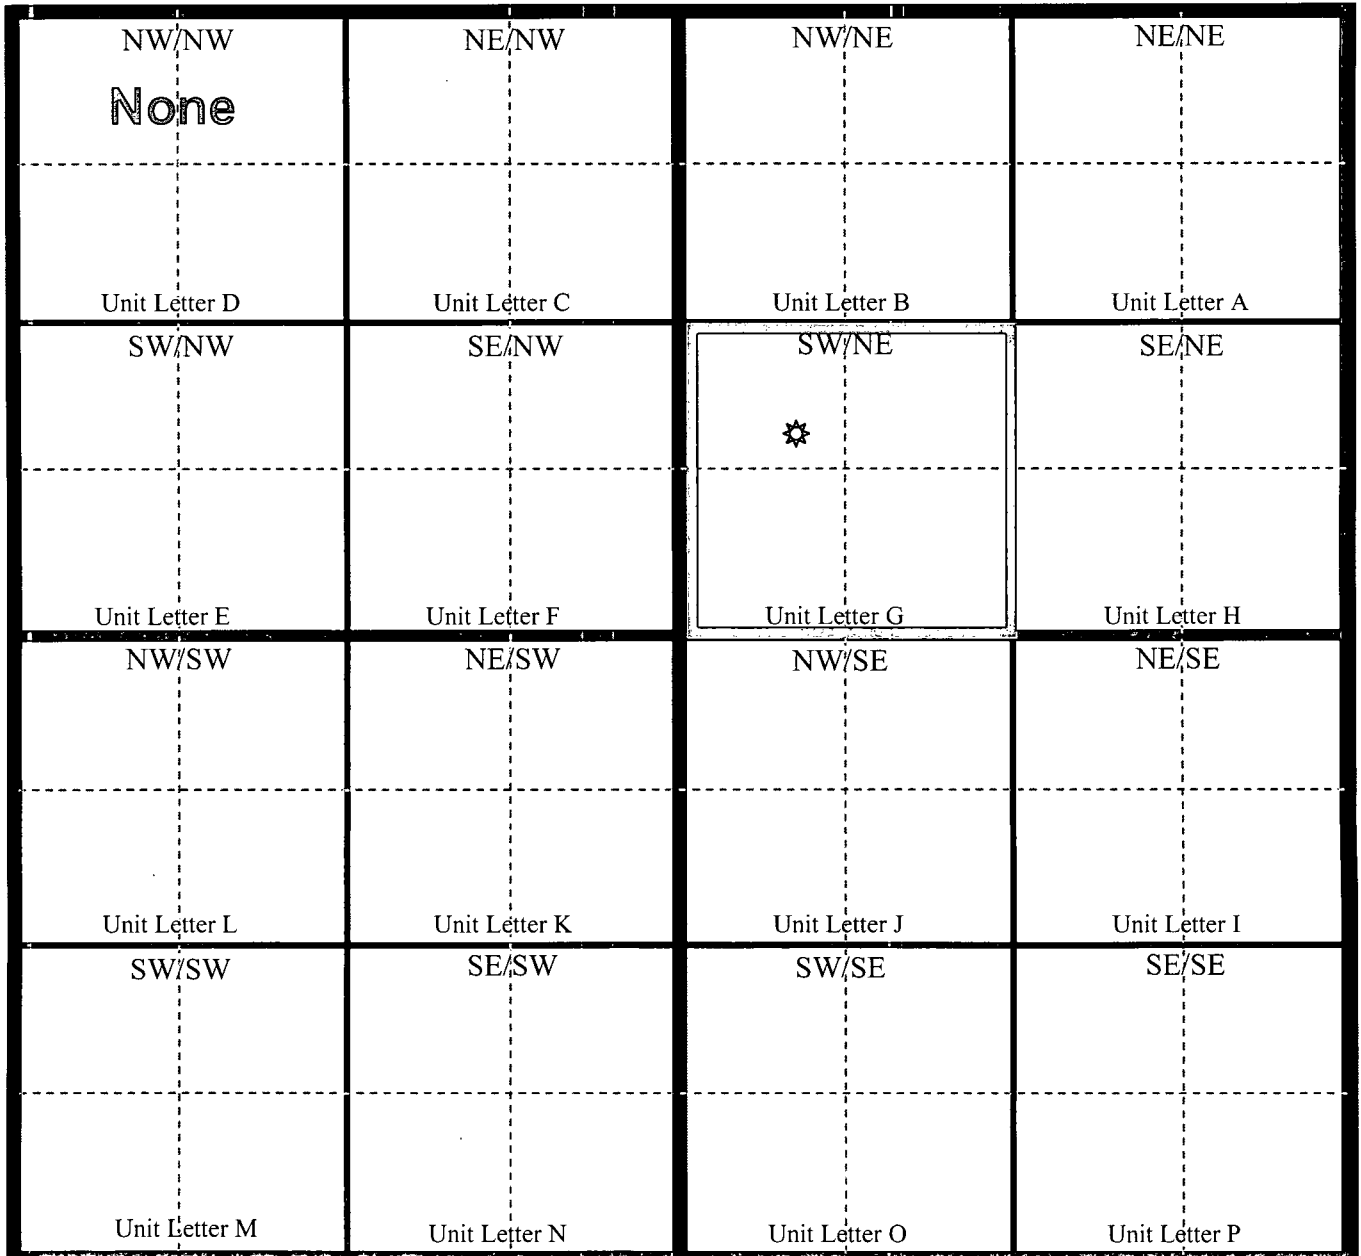 NW/NW
None
Unit Letter D
NE/NW
Unit Letter C
NW/NE
Unit Letter B
NE/NE
Unit Letter A
SW/NW
Unit Letter E
SE/NW
Unit Letter F
SW/NE
Unit Letter G
SE/NE
Unit Letter H
NW/SW
Unit Letter L
NE/SW
Unit Letter K
NW/SE
Unit Letter J
NE/SE
Unit Letter I
SW/SW
Unit Letter M
SE/SW
Unit Letter N
SW/SE
Unit Letter O
SE/SE
Unit Letter P